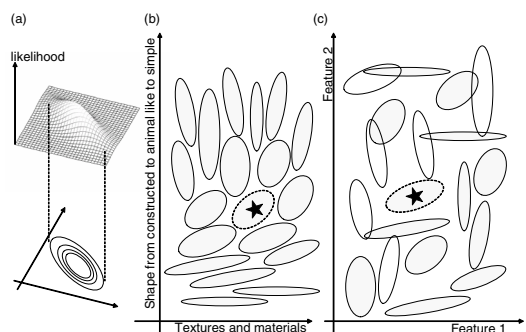 (a)
likelihood
(b)
Shape from constructed to animal like to simple
Textures and materials
(c)
Feature 2
Feature 1